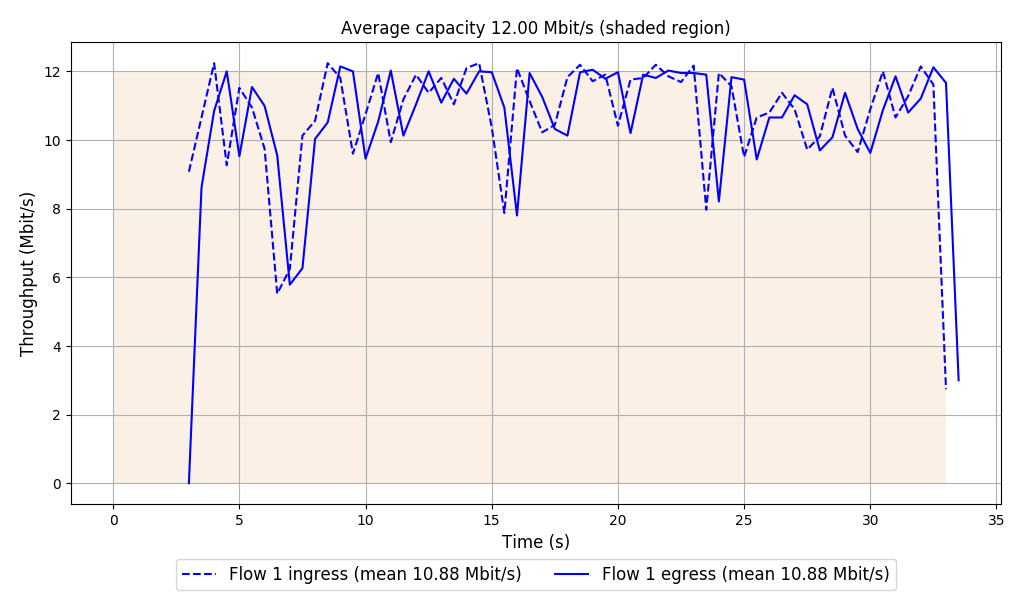 Average capacity 12.00 Mbit/s (shaded region)
Throughput (Mbit/s)
12
10
8
6
4
2
0
0 5 10 15 20 25 30 35
Time (s)
Flow 1 ingress (mean 10.88 Mbit/s) Flow 1 egress (mean 10.88 Mbit/s)